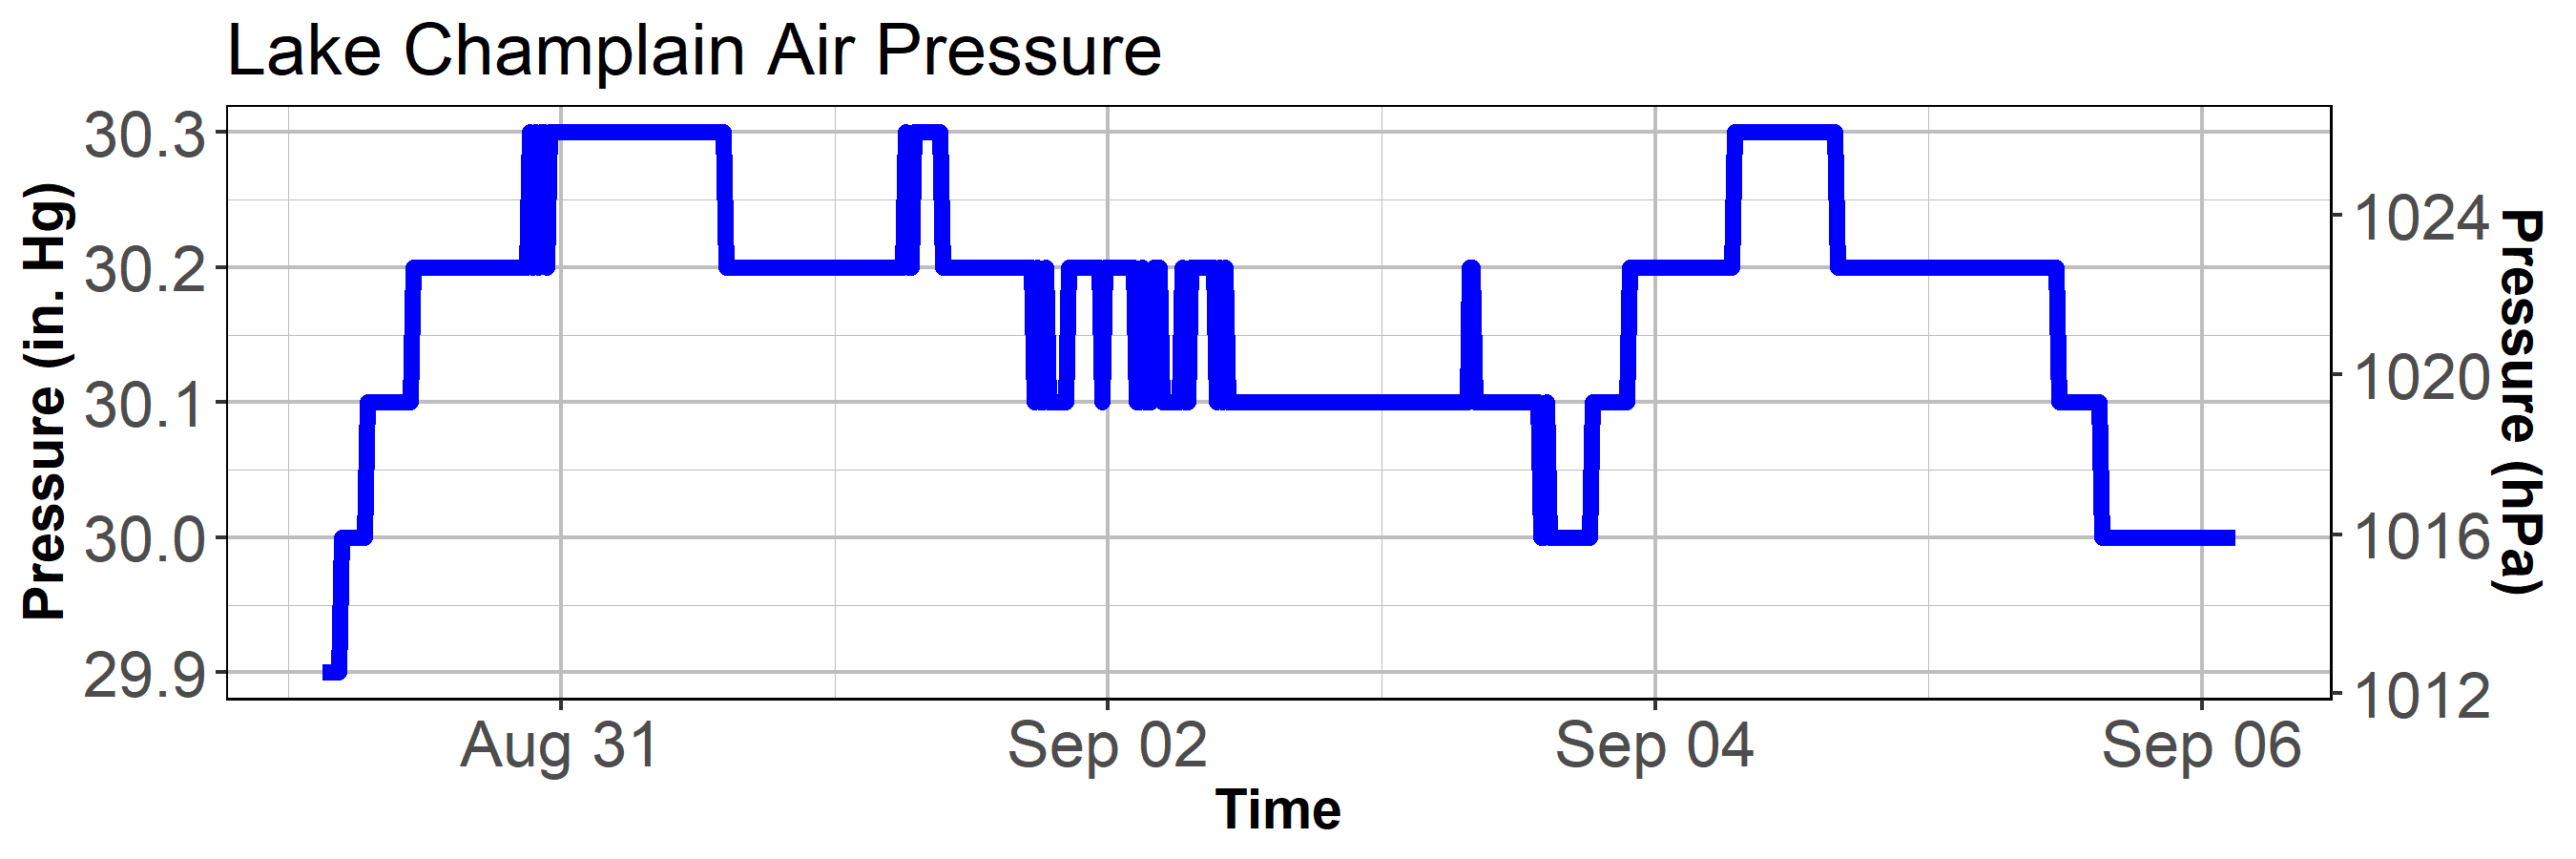 Lake Champlain Air Pressure
Pressure (in. Hg)
30.3
30.2
30.1
30.0
29.9
1024
1020
1016
1012
Pressure (hPa)
Aug 31 Sep 02 Sep 04 Sep 06
Time